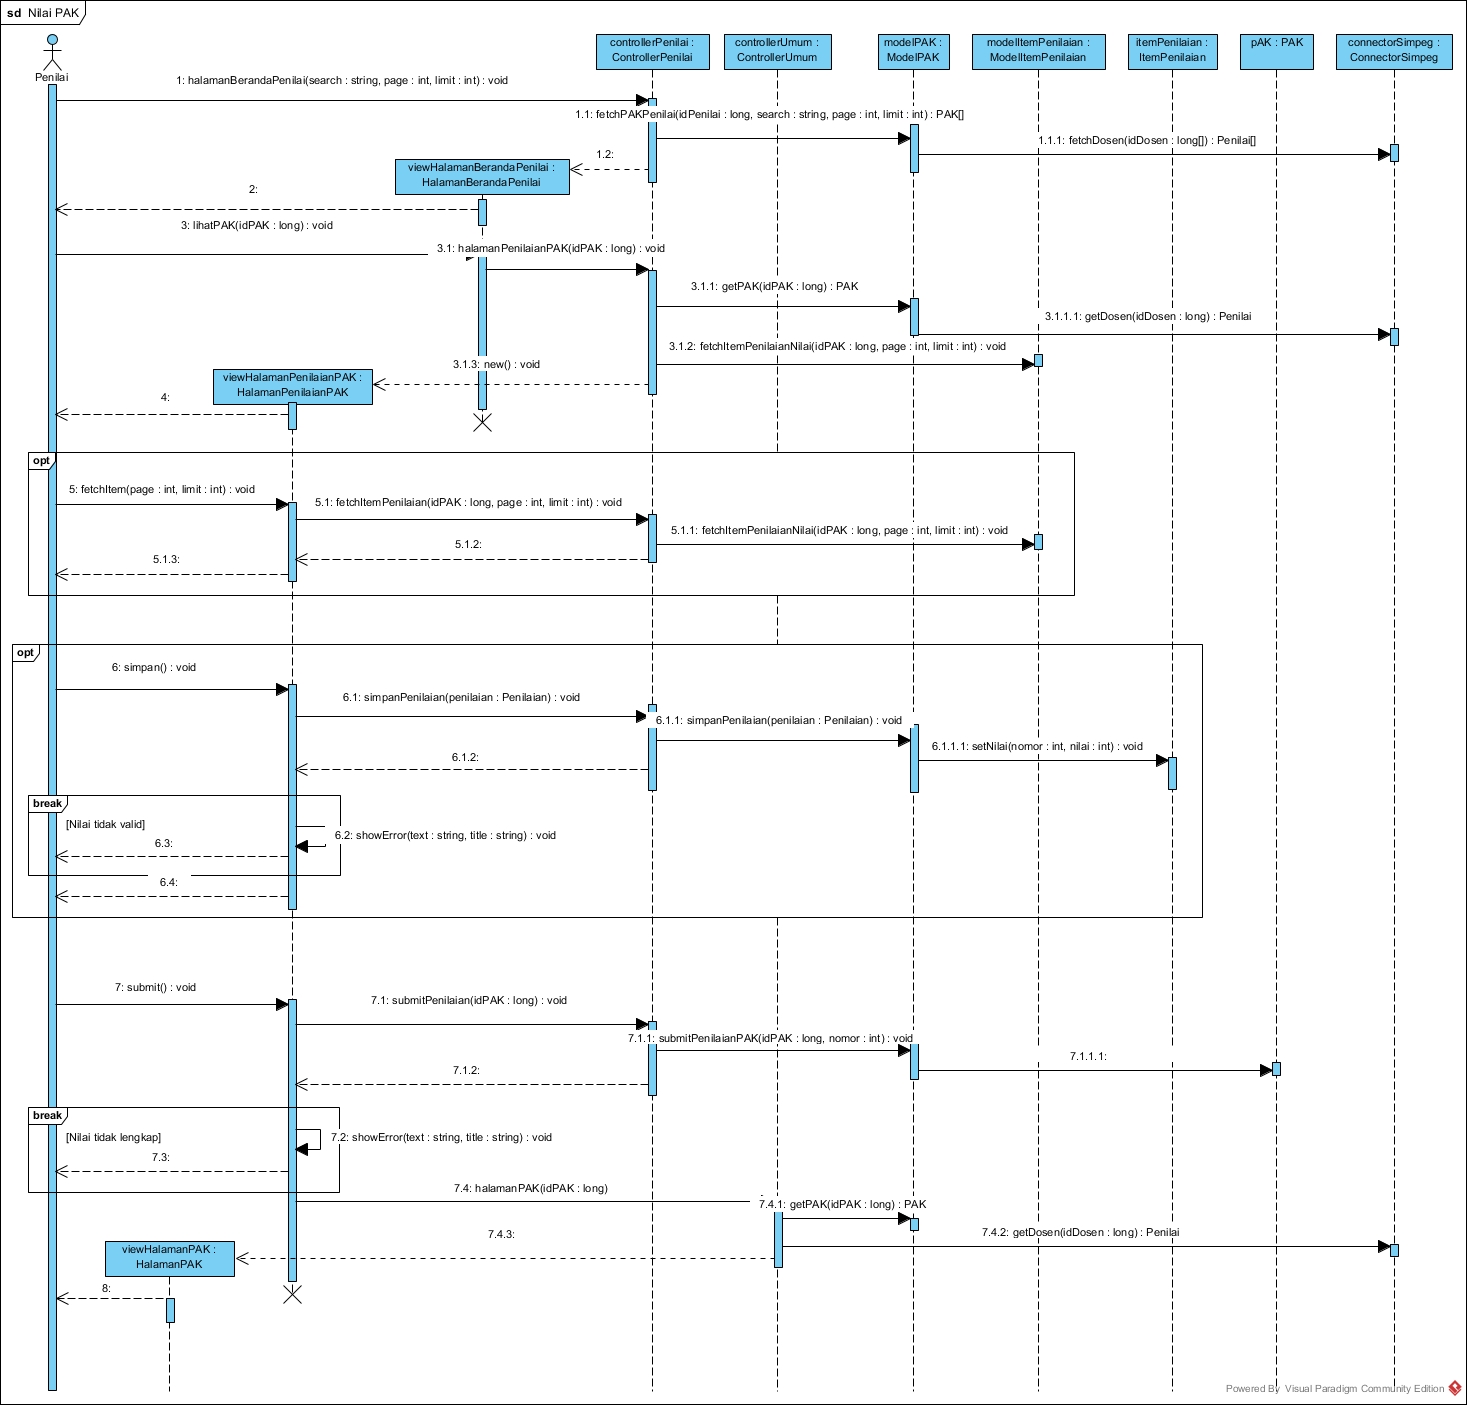 sd Nilai PAK
Penilai
controllerPenilai :
ControllerPenilai
controllerUmum :
ControllerUmum
modelPAK :
ModelPAK
modelItemPenilaian :
ModelItemPenilaian
itemPenilaian :
ItemPenilaian
pAK : PAK
connectorSimpeg :
ConnectorSimpeg
1: halamanBerandaPenilai(search : string, page : int, limit : int) : void
1.1: fetchPAKPenilai(idPenilai : long, search : string, page : int, limit : int) : PAK[]
1.1.1: fetchDosen(idDosen : long[]) : Penilai[]
1.2:
viewHalamanBerandaPenilai :
HalamanBerandaPenilai
2:
3: lihatPAK(idPAK : long) : void
3.1: halamanPenilaianPAK(idPAK : long) : void
3.1.1: getPAK(idPAK : long) : PAK
3.1.1.1: getDosen(idDosen : long) : Penilai
3.1.2: fetchItemPenilaianNilai(idPAK : long, page : int, limit : int) : void
3.1.3: new() : void
viewHalamanPenilaianPAK :
HalamanPenilaianPAK
4:
opt
5: fetchItem(page : int, limit : int) : void
5.1: fetchItemPenilaian(idPAK : long, page : int, limit : int) : void
5.1.1: fetchItemPenilaianNilai(idPAK : long, page : int, limit : int) : void
5.1.2:
5.1.3:
opt
6: simpan() : void
6.1: simpanPenilaian(penilaian : Penilaian) : void
6.1.1: simpanPenilaian(penilaian : Penilaian) : void
6.1.1.1: setNilai(nomor : int, nilai : int) : void
6.1.2:
break
[Nilai tidak valid]
6.2: showError(text : string, title : string) : void
6.3:
6.4:
7: submit() : void
7.1: submitPenilaian(idPAK : long) : void
7.1.1: submitPenilaianPAK(idPAK : long, nomor : int) : void
7.1.1.1:
7.1.2:
break
[Nilai tidak lengkap]
7.2: showError(text : string, title : string) : void
7.3:
7.4: halamanPAK(idPAK : long)
7.4.1: getPAK(idPAK : long) : PAK
7.4.2: getDosen(idDosen : long) : Penilai
7.4.3:
viewHalamanPAK :
HalamanPAK
8:
Powered By Visual Paradigm Community Edition